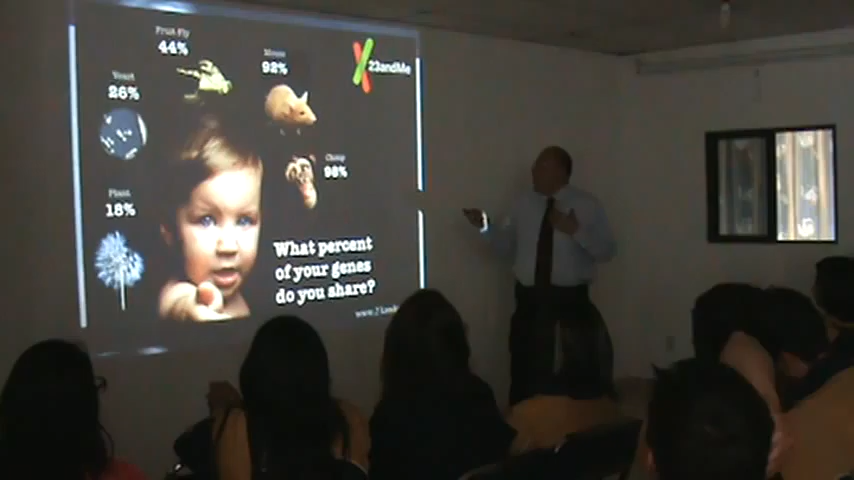 Fruit Fly
44%
Mouse
92%
23andMe
Yeast
26%
Chimp
98%
Plant
18%
What percent
of your genes
do you share?